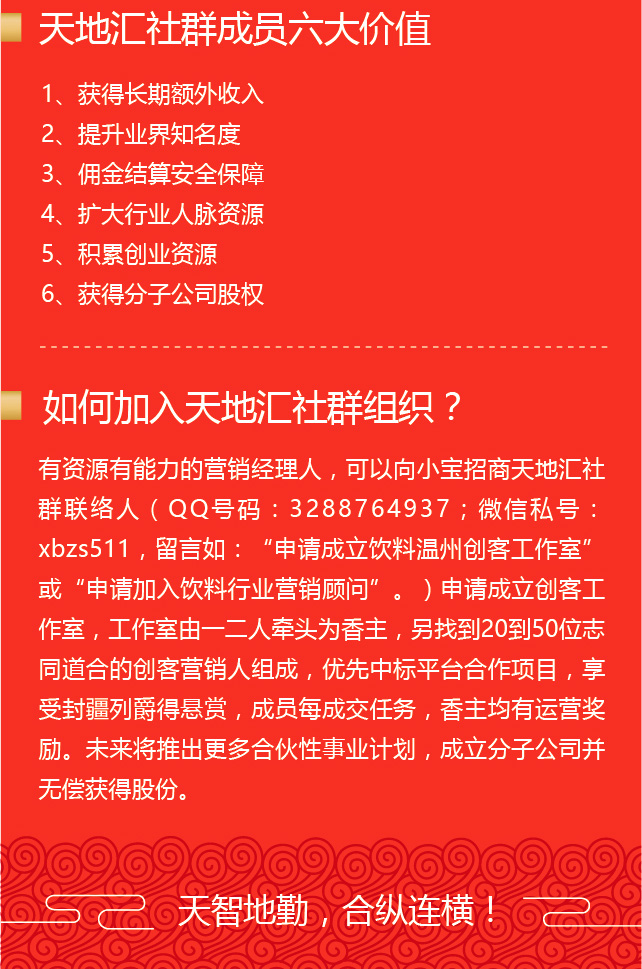 天地汇社群成员六大价值
1、获得长期额外收入
2、提升业界知名度
3、佣金结算安全保障
4、扩大行业人脉资源
5、积累创业资源
6、获得分子公司股权
如何加入天地汇社群组织？
有资源有能力的营销经理人，可以向小宝招商天地汇社
群联络人（QQ号码：3288764937；微信私号：
xbzs511，留言如：“申请成立饮料温州创客工作室”
或“申请加入饮料行业营销顾问”。）申请成立创客工
作室，工作室由一二人牵头为香主，另找到20到50位志
同道合的创客营销人组成，优先中标平台合作项目，享
受封疆列爵得悬赏，成员每成交任务，香主均有运营奖
励。未来将推出更多合伙性事业计划，成立分子公司并
无偿获得股份。
天智地勤，合纵连横！